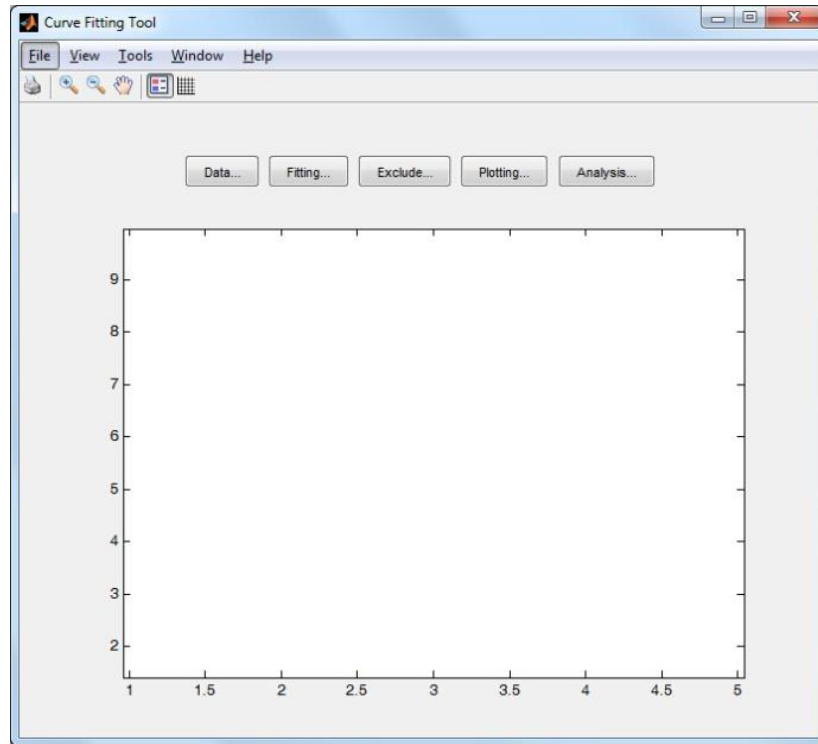 Curve Fitting Tool
File View Tools Window Help
Data... Fitting... Exclude... Plotting... Analysis...
9
8
7
6
5
4
3
2
1 1.5 2 2.5 3 3.5 4 4.5 5